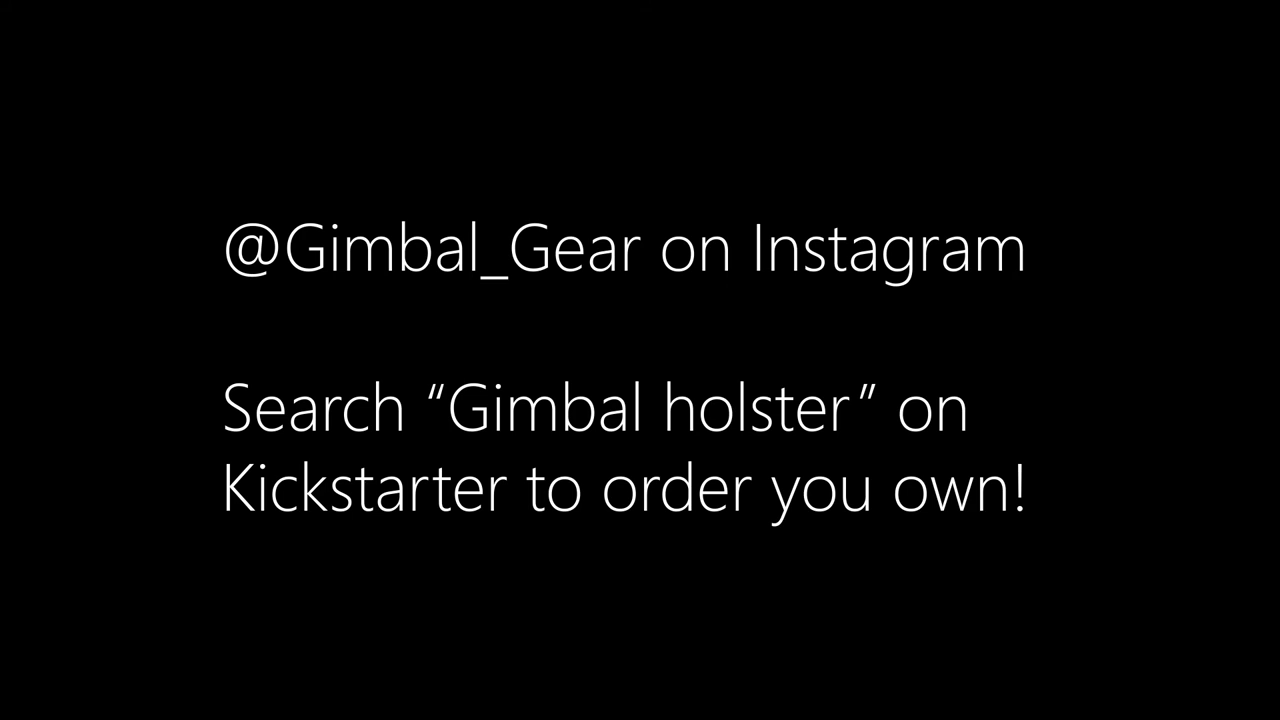 @Gimbal_Gear on Instagram
Search “Gimbal holster” on
Kickstarter to order you own!